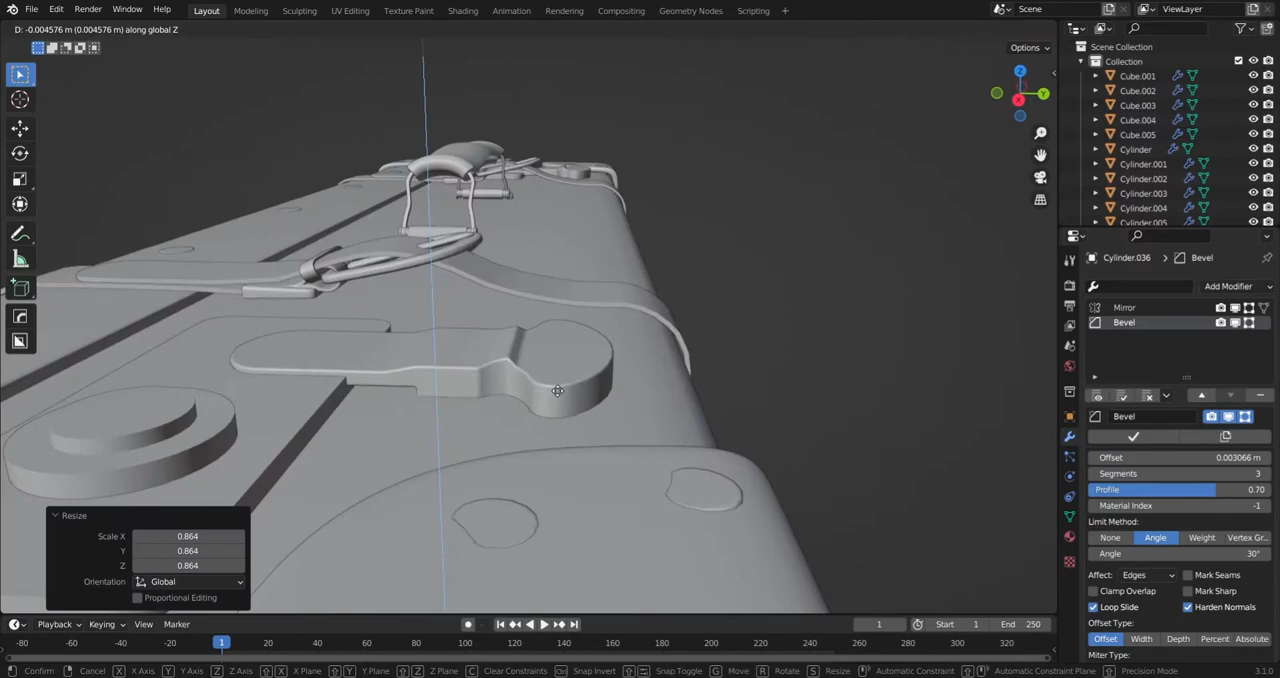 File Edit Render Window Help Layout Modeling Sculpting UV Editing Texture Paint Shading Animation Rendering Compositing Geometry Nodes Scripting + Scene ViewLayer
D: -0.004576 m (0.004576 m) along global Z
Options
Z
Y
X
Scene Collection
Collection
Cube.001
Cube.002
Cube.003
Cube.004
Cube.005
Cylinder
Cylinder.001
Cylinder.002
Cylinder.003
Cylinder.004
Cylinder.005
Cylinder.036 > Bevel
Add Modifier
Mirror
Bevel
Bevel
Offset 0.003066 m
Segments 3
Profile 0.70
Material Index -1
Limit Method:
None Angle Weight Vertex Gr...
Angle 30°
Affect: Edges Mark Seams
Clamp Overlap Mark Sharp
Loop Slide Harden Normals
Offset Type:
Offset Width Depth Percent Absolute
Miter Type:
Resize
Scale X 0.864
Y 0.864
Z 0.864
Orientation Global
Proportional Editing
Playback Keying View Marker 1 Start 1 End 250
-80 -60 -40 -20 1 20 40 60 80 100 120 140 160 180 200 220 240 260 280 300 320
Confirm Cancel X X Axis Y Y Axis Z Z Axis X X Plane Y Y Plane Z Z Plane C Clear Constraints Snap Invert Snap Toggle G Move R Rotate S Resize Automatic Constraint Automatic Constraint Plane Precision Mode 3.1.0